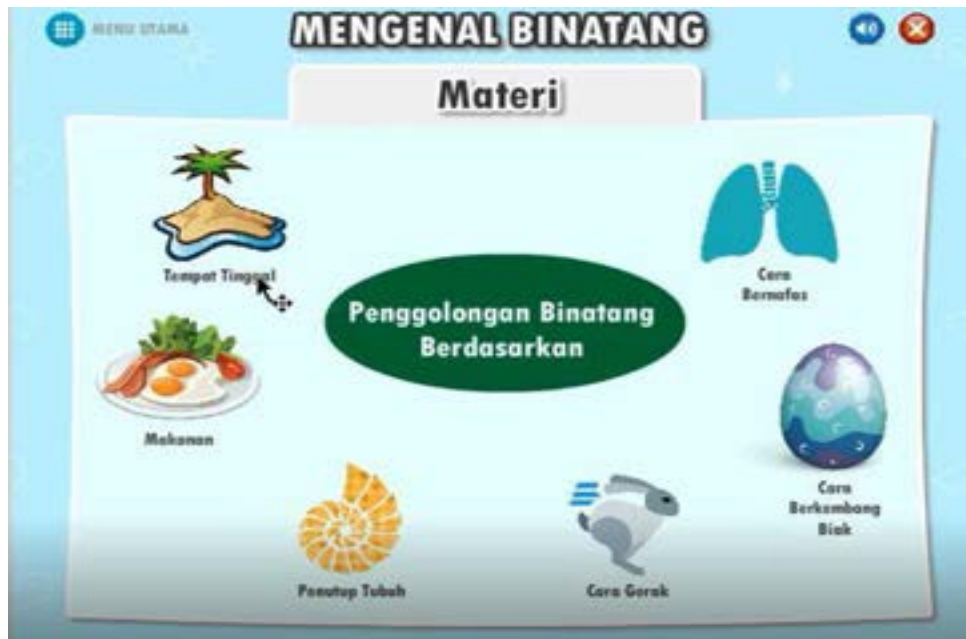 MENU UTAMA
MENGENAL BINATANG
Materi
Tempat Tinggal
Cara
Bernafas
Penggolongan Binatang
Berdasarkan
Makanan
Cara
Berkembang
Biak
Penutup Tubuh
Cara Gerak